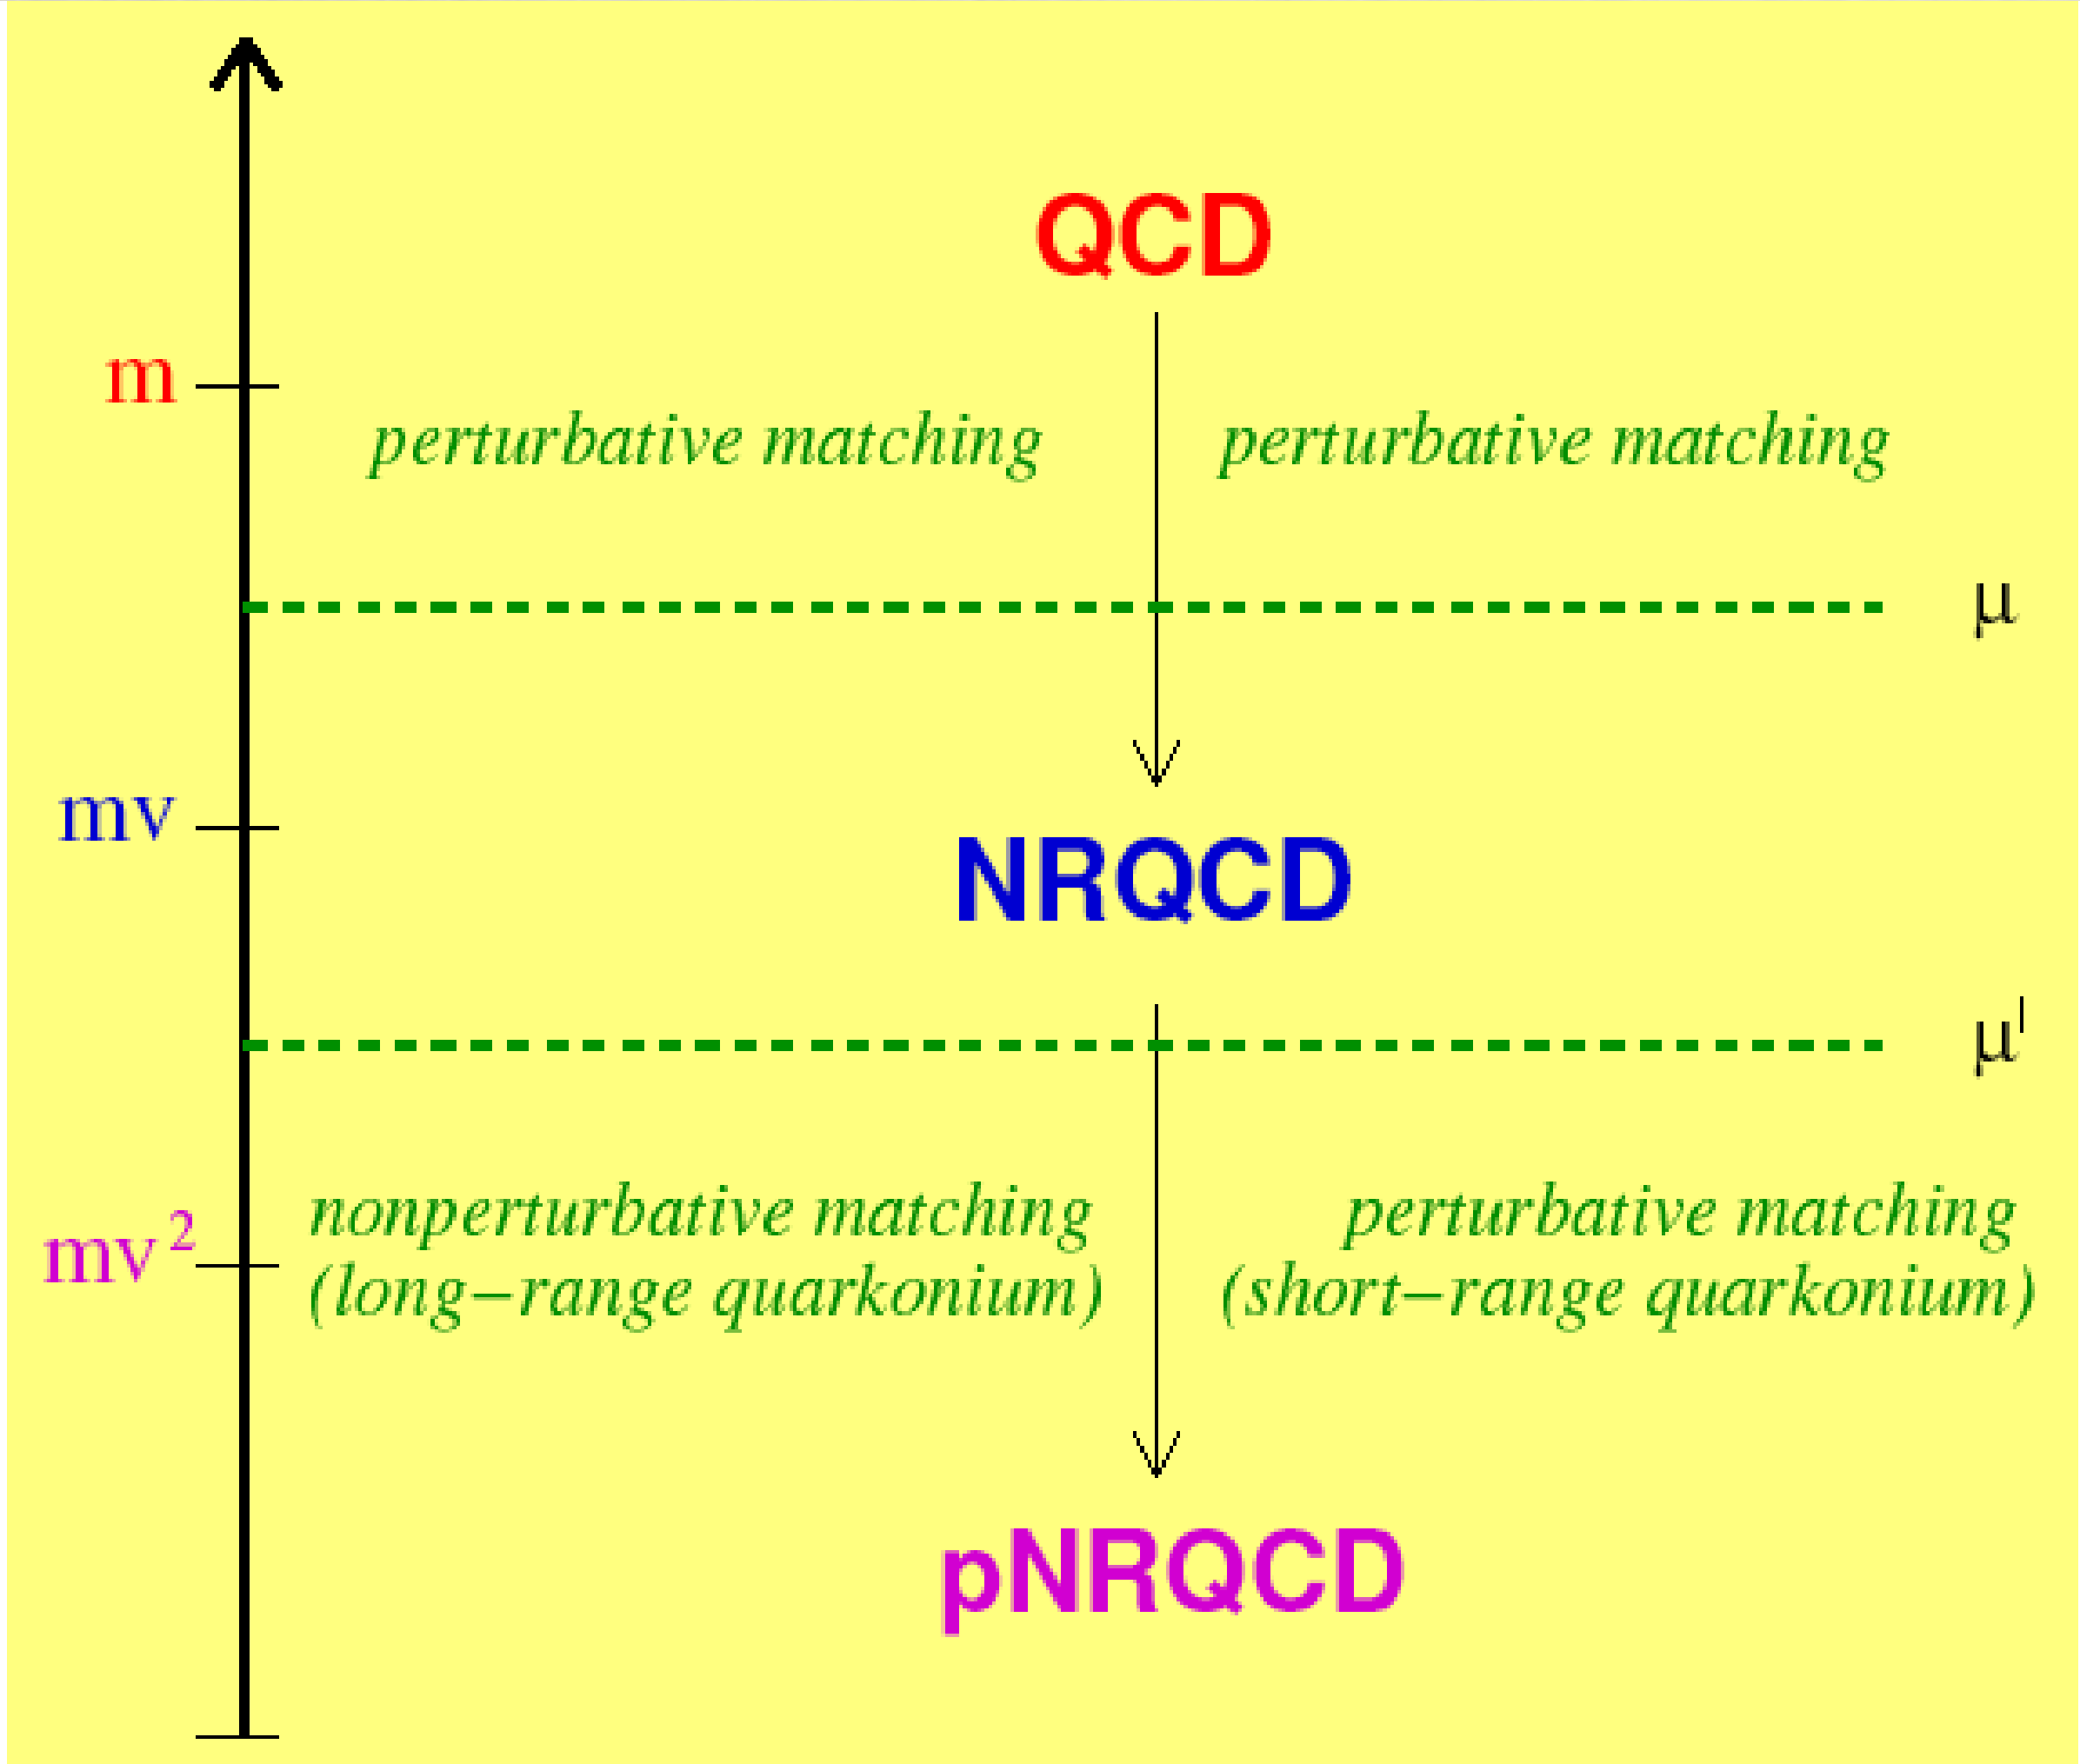 QCD
m
perturbative matching perturbative matching
μ
mv
NRQCD
μ'
nonperturbative matching perturbative matching
mv²
(long−range quarkonium) (short−range quarkonium)
pNRQCD